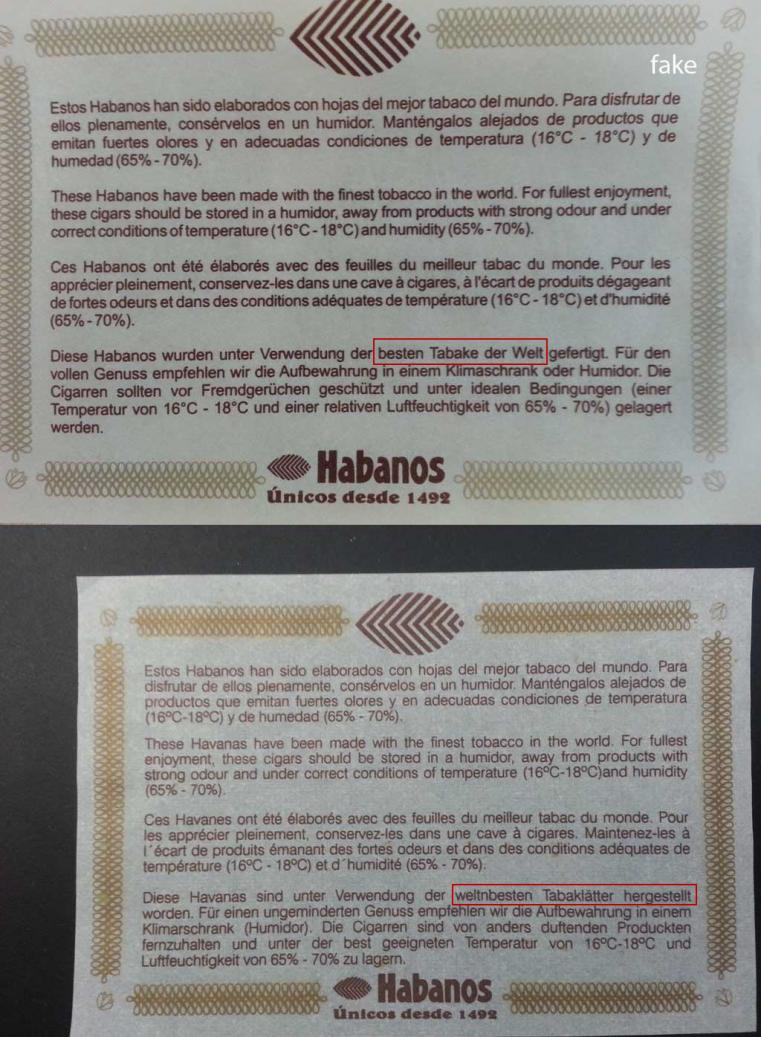 fake
Estos Habanos han sido elaborados con hojas del mejor tabaco del mundo. Para disfrutar de
ellos plenamente, consérvelos en un humidor. Manténgalos alejados de productos que
emitan fuertes olores y en adecuadas condiciones de temperatura (16°C - 18°C) y de
humedad (65% - 70%).
These Habanos have been made with the finest tobacco in the world. For fullest enjoyment,
these cigars should be stored in a humidor, away from products with strong odour and under
correct conditions of temperature (16°C - 18°C) and humidity (65% - 70%).
Ces Habanos ont été élaborés avec des feuilles du meilleur tabac du monde. Pour les
apprécier pleinement, conservez-les dans une cave à cigares, à l'écart de produits dégageant
de fortes odeurs et dans des conditions adéquates de température (16°C - 18°C) et d'humidité
(65% - 70%).
Diese Habanos wurden unter Verwendung der besten Tabake der Welt gefertigt. Für den
vollen Genuss empfehlen wir die Aufbewahrung in einem Klimaschrank oder Humidor. Die
Cigarren sollten vor Fremdgerüchen geschützt und unter idealen Bedingungen (einer
Temperatur von 16°C - 18°C und einer relativen Luftfeuchtigkeit von 65% - 70%) gelagert
werden.
Habanos
Únicos desde 1492
Estos Habanos han sido elaborados con hojas del mejor tabaco del mundo. Para
disfrutar de ellos plenamente, consérvelos en un humidor. Manténgalos alejados de
productos que emitan fuertes olores y en adecuadas condiciones de temperatura
(16ºC-18ºC) y de humedad (65% - 70%).
These Havanas have been made with the finest tobacco in the world. For fullest
enjoyment, these cigars should be stored in a humidor, away from products with
strong odour and under correct conditions of temperature (16ºC-18ºC)and humidity
(65% - 70%).
Ces Havanes ont été élaborés avec des feuilles du meilleur tabac du monde. Pour
les apprécier pleinement, conservez-les dans une cave à cigares. Maintenez-les à
l´écart de produits émanant des fortes odeurs et dans des conditions adéquates de
température (16ºC - 18ºC) et d´humidité (65% - 70%).
Diese Havanas sind unter Verwendung der weltnbesten Tabaklätter hergestellt
worden. Für einen ungeminderten Genuss empfehlen wir die Aufbewahrung in einem
Klimarschrank (Humidor). Die Cigarren sind von anders duftenden Produckten
fernzuhalten und unter der best geeigneten Temperatur von 16ºC-18ºC und
Luftfeuchtigkeit von 65% - 70% zu lagern.
Habanos
Únicos desde 1492